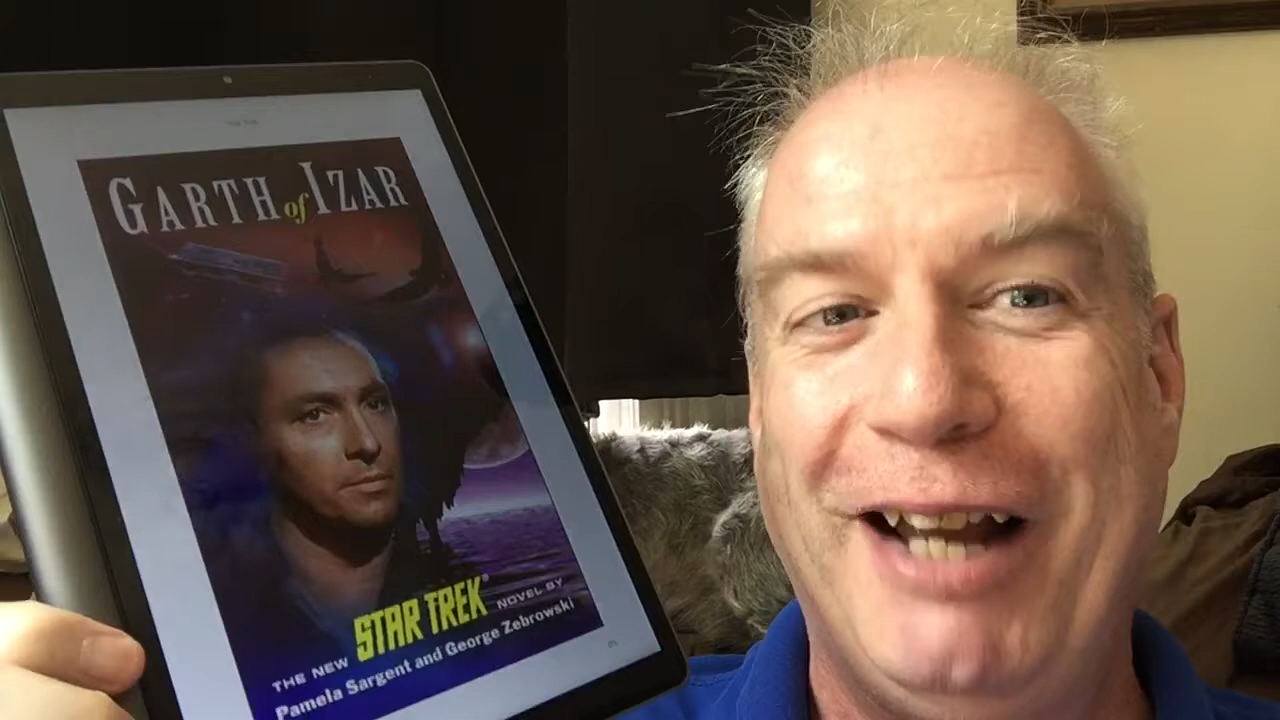 GARTH of IZAR
THE NEW STAR TREK® NOVEL BY
Pamela Sargent and George Zebrowski